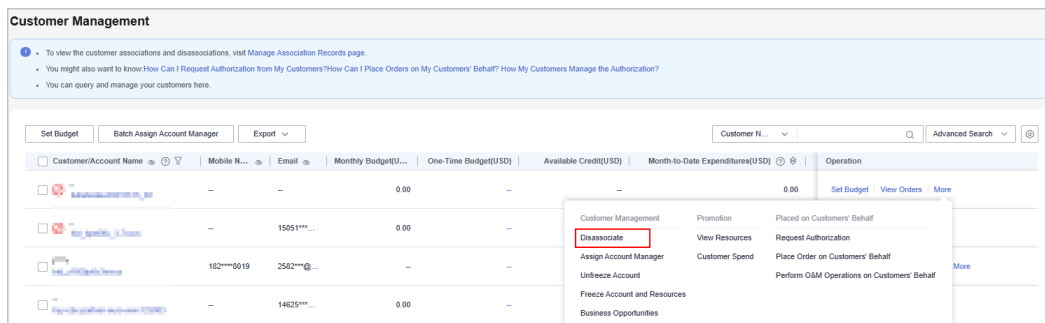 Customer Management
To view the customer associations and disassociations, visit Manage Association Records page.
You might also want to know:How Can I Request Authorization from My Customers?How Can I Place Orders on My Customers' Behalf? How My Customers Manage the Authorization?
You can query and manage your customers here.
Set Budget Batch Assign Account Manager Export Customer N... Advanced Search
Customer/Account Name Mobile N... Email Monthly Budget(U... One-Time Budget(USD) Available Credit(USD) Month-to-Date Expenditures(USD) Operation
-- -- 0.00 -- -- 0.00 Set Budget View Orders More
-- 15051***... 0.00 --
182****8019 2582***@... -- -- More
-- 14625***... 0.00 --
Customer Management Promotion Placed on Customers' Behalf
Disassociate View Resources Request Authorization
Assign Account Manager Customer Spend Place Order on Customers' Behalf
Unfreeze Account Perform O&M Operations on Customers' Behalf
Freeze Account and Resources
Business Opportunities